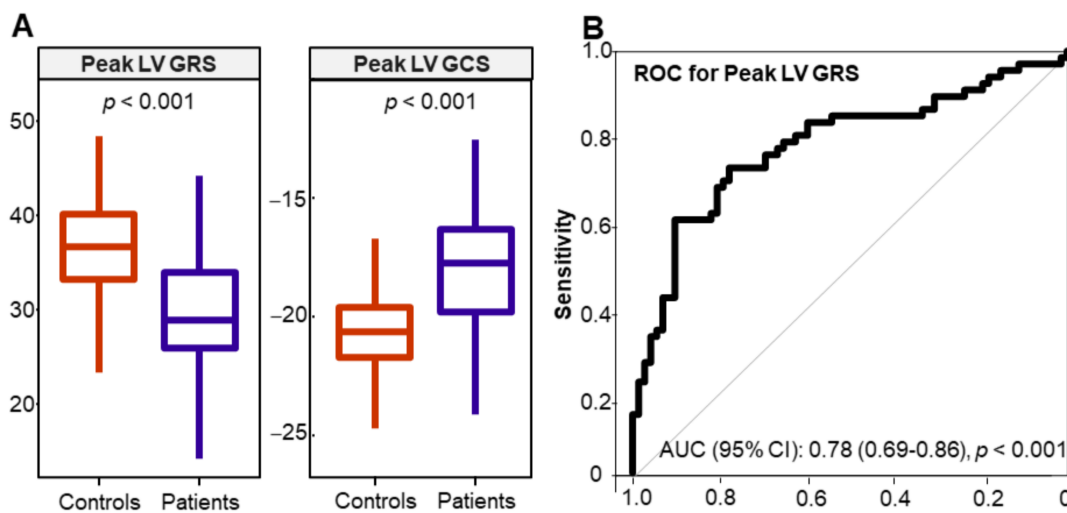 A
Peak LV GRS
p < 0.001
50
40
30
20
Controls Patients
Peak LV GCS
p < 0.001
−15
−20
−25
Controls Patients
B
ROC for Peak LV GRS
Sensitivity
1.0
0.8
0.6
0.4
0.2
0
AUC (95% CI): 0.78 (0.69-0.86), p < 0.001
1.0 0.8 0.6 0.4 0.2 0